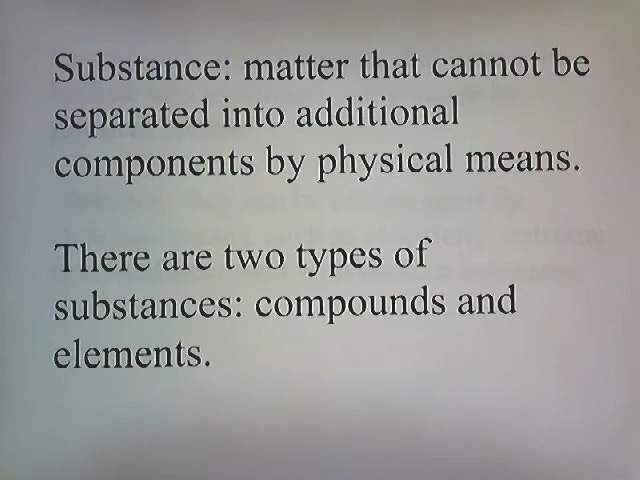 Substance: matter that cannot be
separated into additional
components by physical means.
There are two types of
substances: compounds and
elements.